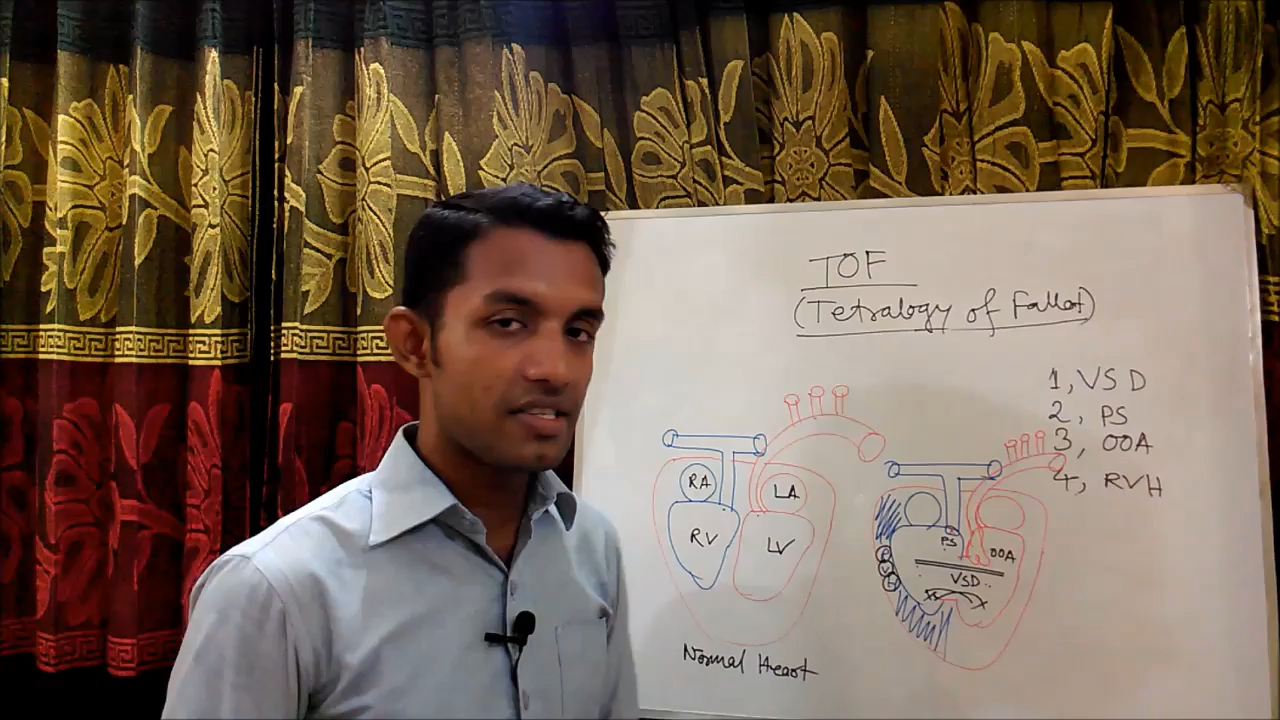 TOF
(Tetralogy of Fallot)
1, VSD
2, PS
3, OOA
4, RVH
RA
LA
RV
LV
Normal Heart
PS
OOA
VSD
R
V
H